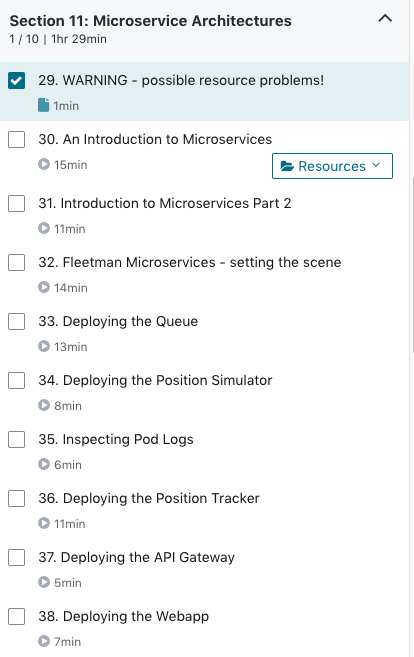 Section 11: Microservice Architectures
1 / 10 | 1hr 29min
29. WARNING - possible resource problems!
1min
30. An Introduction to Microservices
15min
Resources
31. Introduction to Microservices Part 2
11min
32. Fleetman Microservices - setting the scene
14min
33. Deploying the Queue
13min
34. Deploying the Position Simulator
8min
35. Inspecting Pod Logs
6min
36. Deploying the Position Tracker
11min
37. Deploying the API Gateway
5min
38. Deploying the Webapp
7min